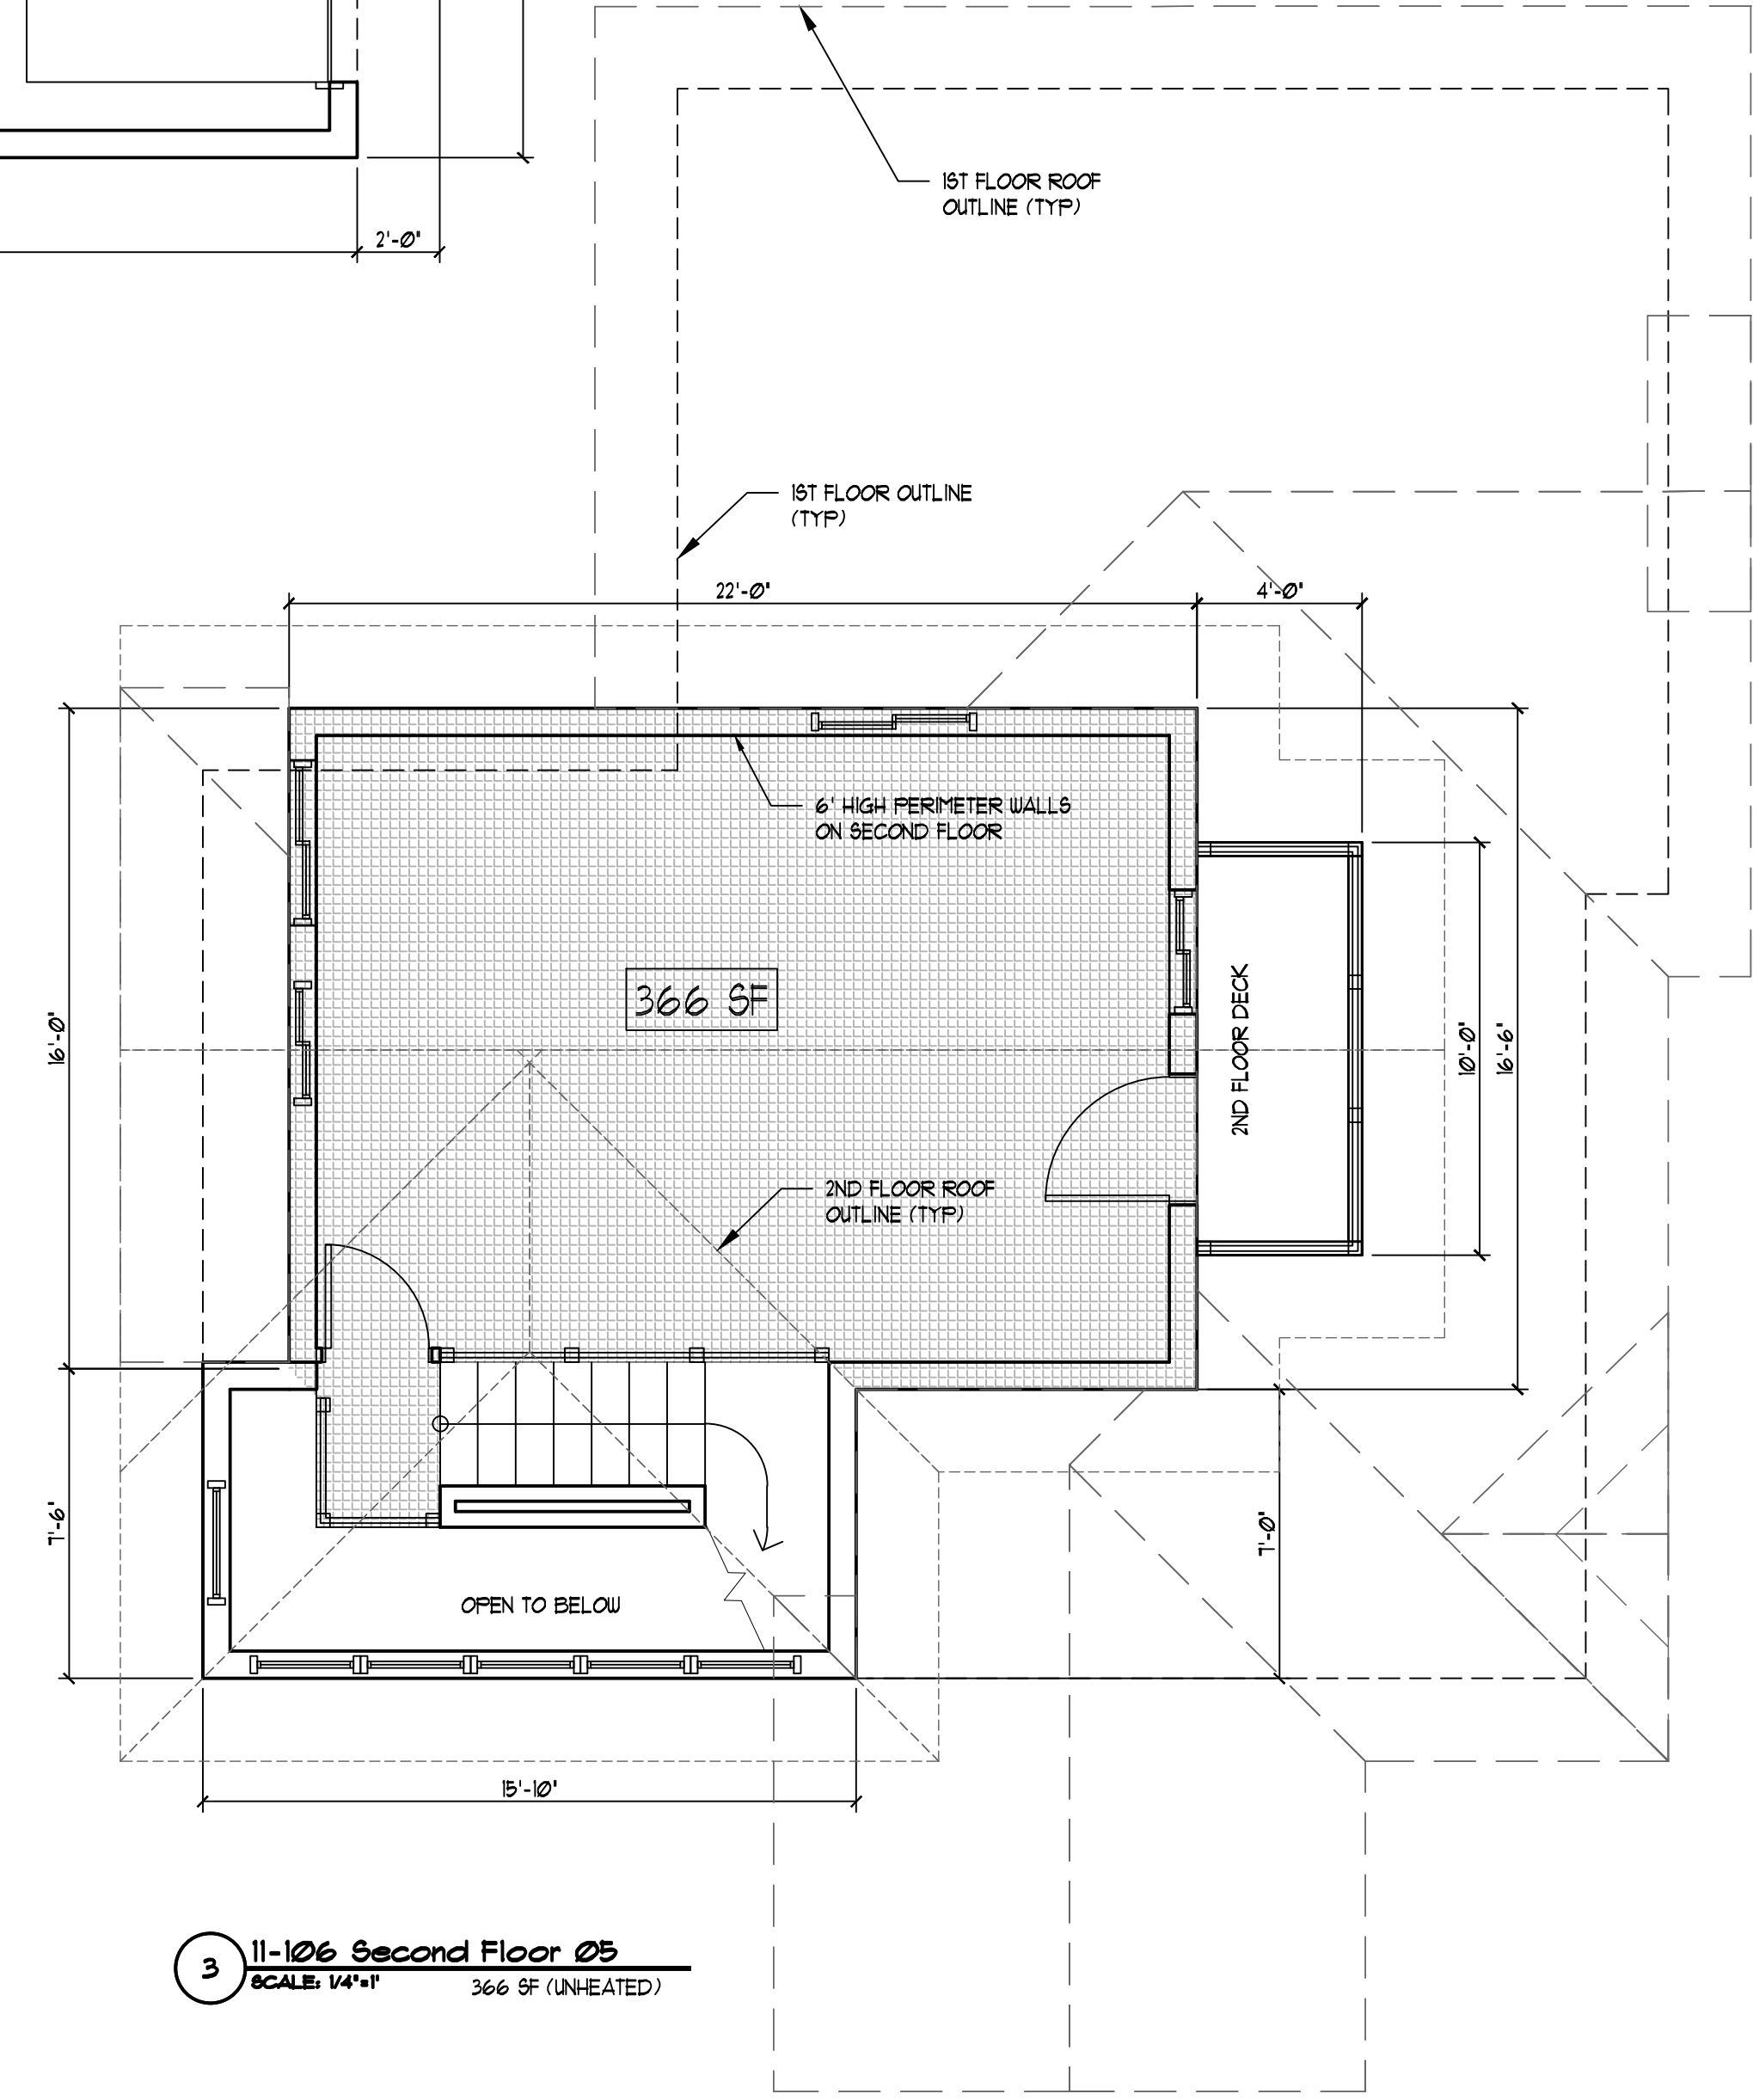 1ST FLOOR ROOF
OUTLINE (TYP)
2'-0"
1ST FLOOR OUTLINE
(TYP)
22'-0"
4'-0"
6' HIGH PERIMETER WALLS
ON SECOND FLOOR
366 SF
2ND FLOOR DECK
16'-0"
10'-0"
16'-6"
2ND FLOOR ROOF
OUTLINE (TYP)
7'-6"
7'-0"
OPEN TO BELOW
15'-10"
3
11-106 Second Floor 05
SCALE: 1/4"=1'
366 SF (UNHEATED)